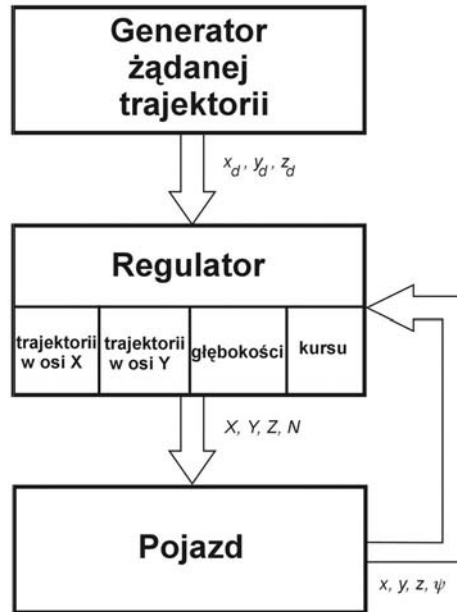 Generator
żądanej
trajektorii
x_d, y_d, z_d
Regulator
trajektorii
w osi X
trajektorii
w osi Y
głębokości
kursu
X, Y, Z, N
Pojazd
x, y, z, ψ